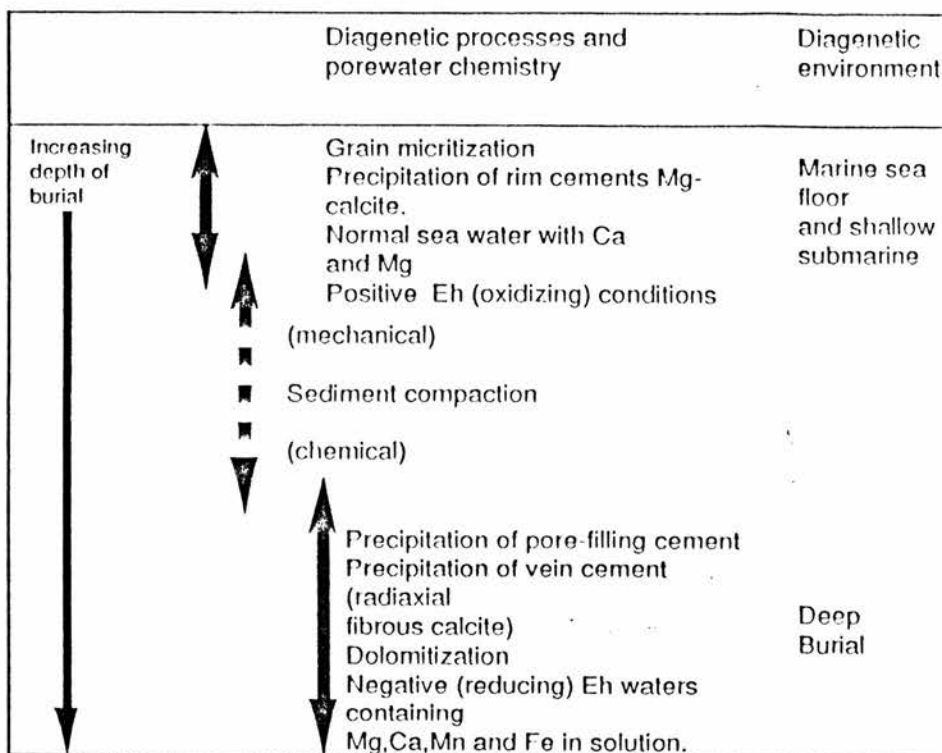 Diagenetic processes and
porewater chemistry
Diagenetic
environment
Increasing
depth of
burial
Grain micritization
Precipitation of rim cements Mg-
calcite.
Normal sea water with Ca
and Mg
Positive Eh (oxidizing) conditions
Marine sea
floor
and shallow
submarine
(mechanical)
Sediment compaction
(chemical)
Precipitation of pore-filling cement
Precipitation of vein cement
(radiaxial
fibrous calcite)
Dolomitization
Negative (reducing) Eh waters
containing
Mg,Ca,Mn and Fe in solution.
Deep
Burial